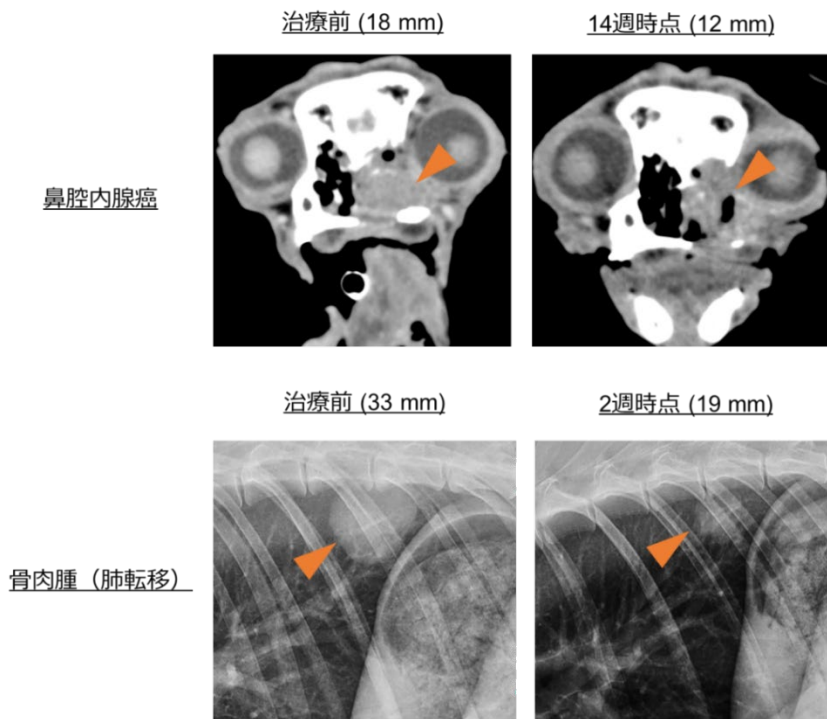 治療前 (18 mm)
14週時点 (12 mm)
鼻腔内腺癌
治療前 (33 mm)
2週時点 (19 mm)
骨肉腫（肺転移）